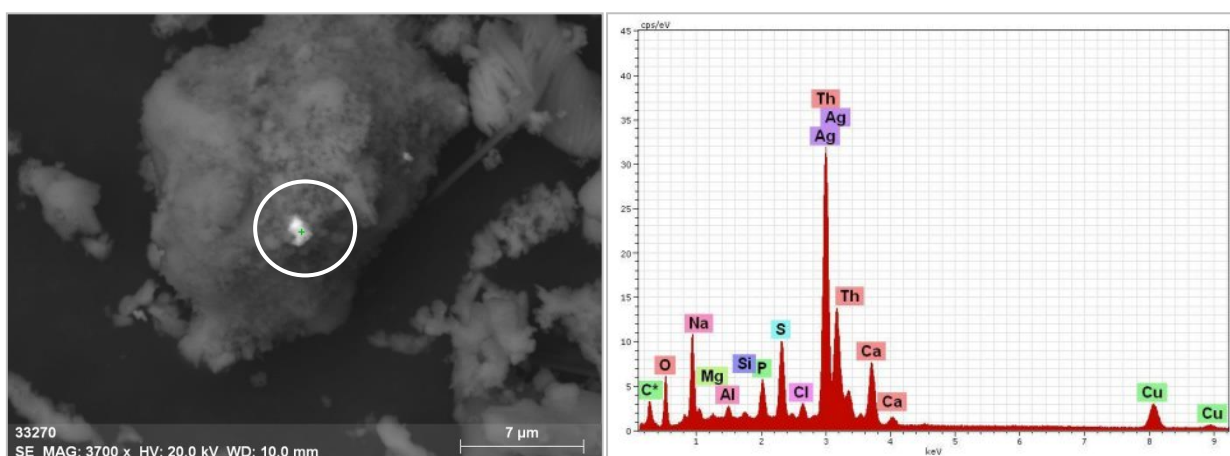 33270
SE MAG: 3700 x HV: 20.0 kV WD: 10.0 mm
7 µm
cps/eV
45
40
35
30
25
20
15
10
5
0
Th
Ag
Ag
Th
Na
S
O
Si
P
Ca
Mg
C*
Al
Cl
Ca
Cu
Cu
1 2 3 4 5 6 7 8 9
keV